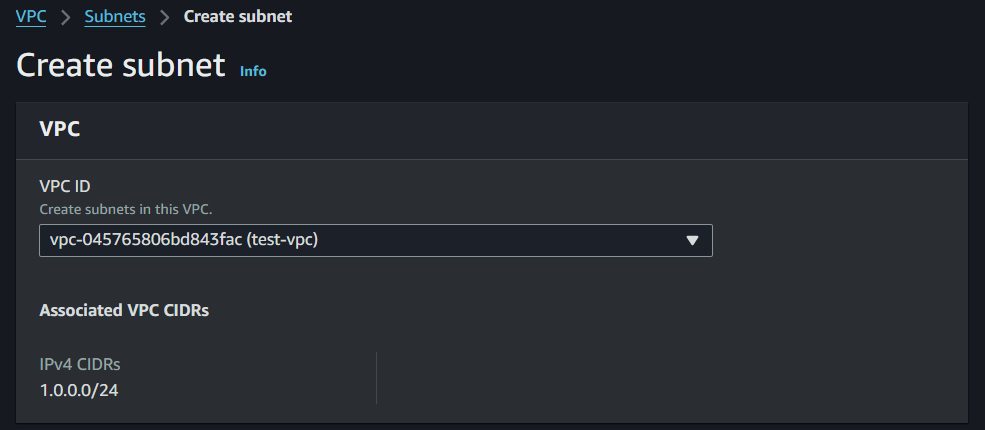 VPC > Subnets > Create subnet
Create subnet Info
VPC
VPC ID
Create subnets in this VPC.
vpc-045765806bd843fac (test-vpc)
Associated VPC CIDRs
IPv4 CIDRs
1.0.0.0/24